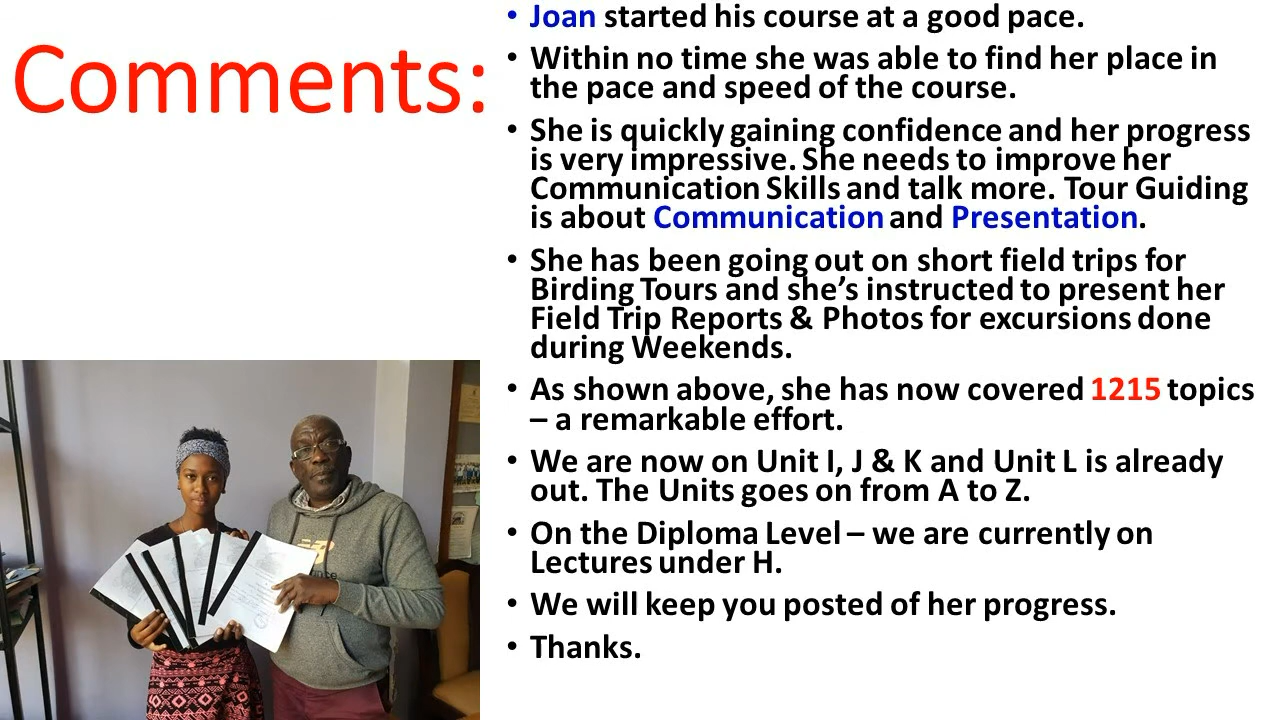 Comments:
• Joan started his course at a good pace.
• Within no time she was able to find her place in
the pace and speed of the course.
• She is quickly gaining confidence and her progress
is very impressive. She needs to improve her
Communication Skills and talk more. Tour Guiding
is about Communication and Presentation.
• She has been going out on short field trips for
Birding Tours and she’s instructed to present her
Field Trip Reports & Photos for excursions done
during Weekends.
• As shown above, she has now covered 1215 topics
– a remarkable effort.
• We are now on Unit I, J & K and Unit L is already
out. The Units goes on from A to Z.
• On the Diploma Level – we are currently on
Lectures under H.
• We will keep you posted of her progress.
• Thanks.